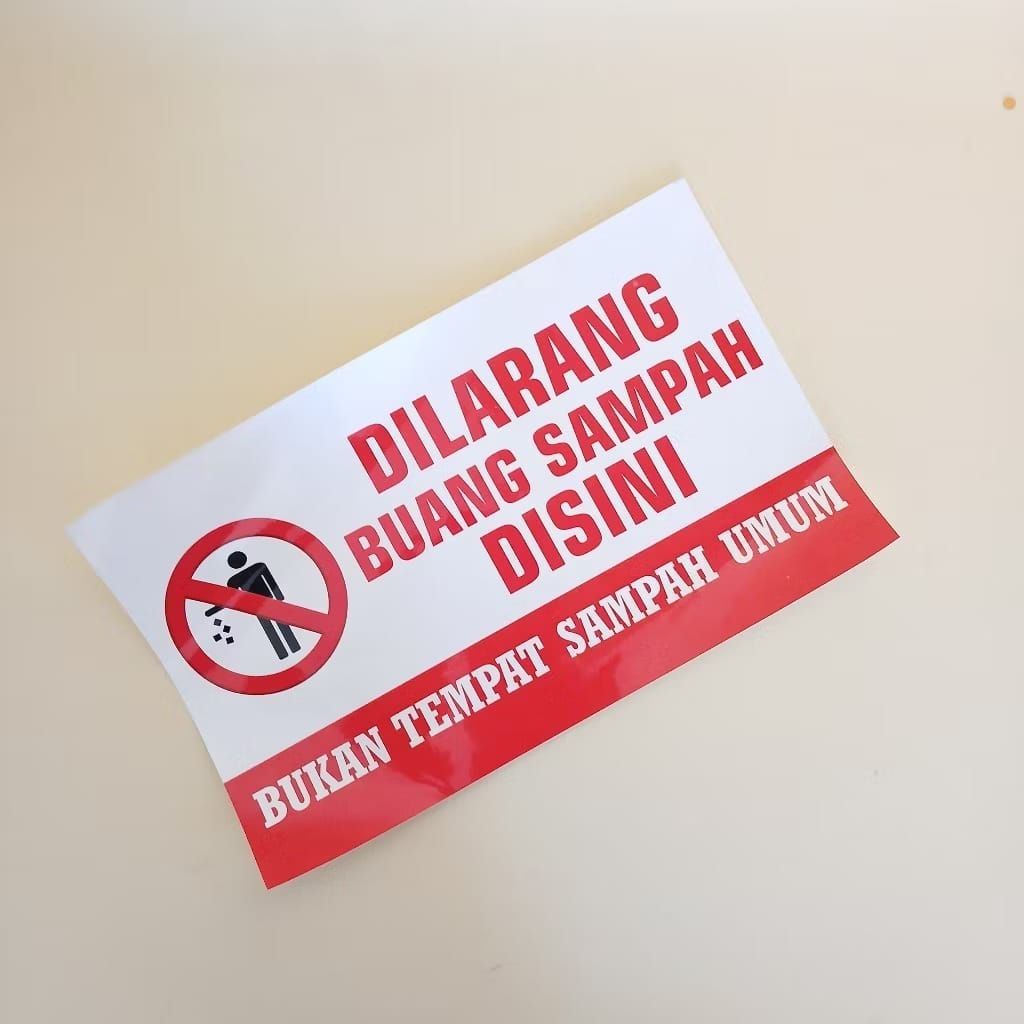 DILARANG
BUANG SAMPAH
DISINI
BUKAN TEMPAT SAMPAH UMUM